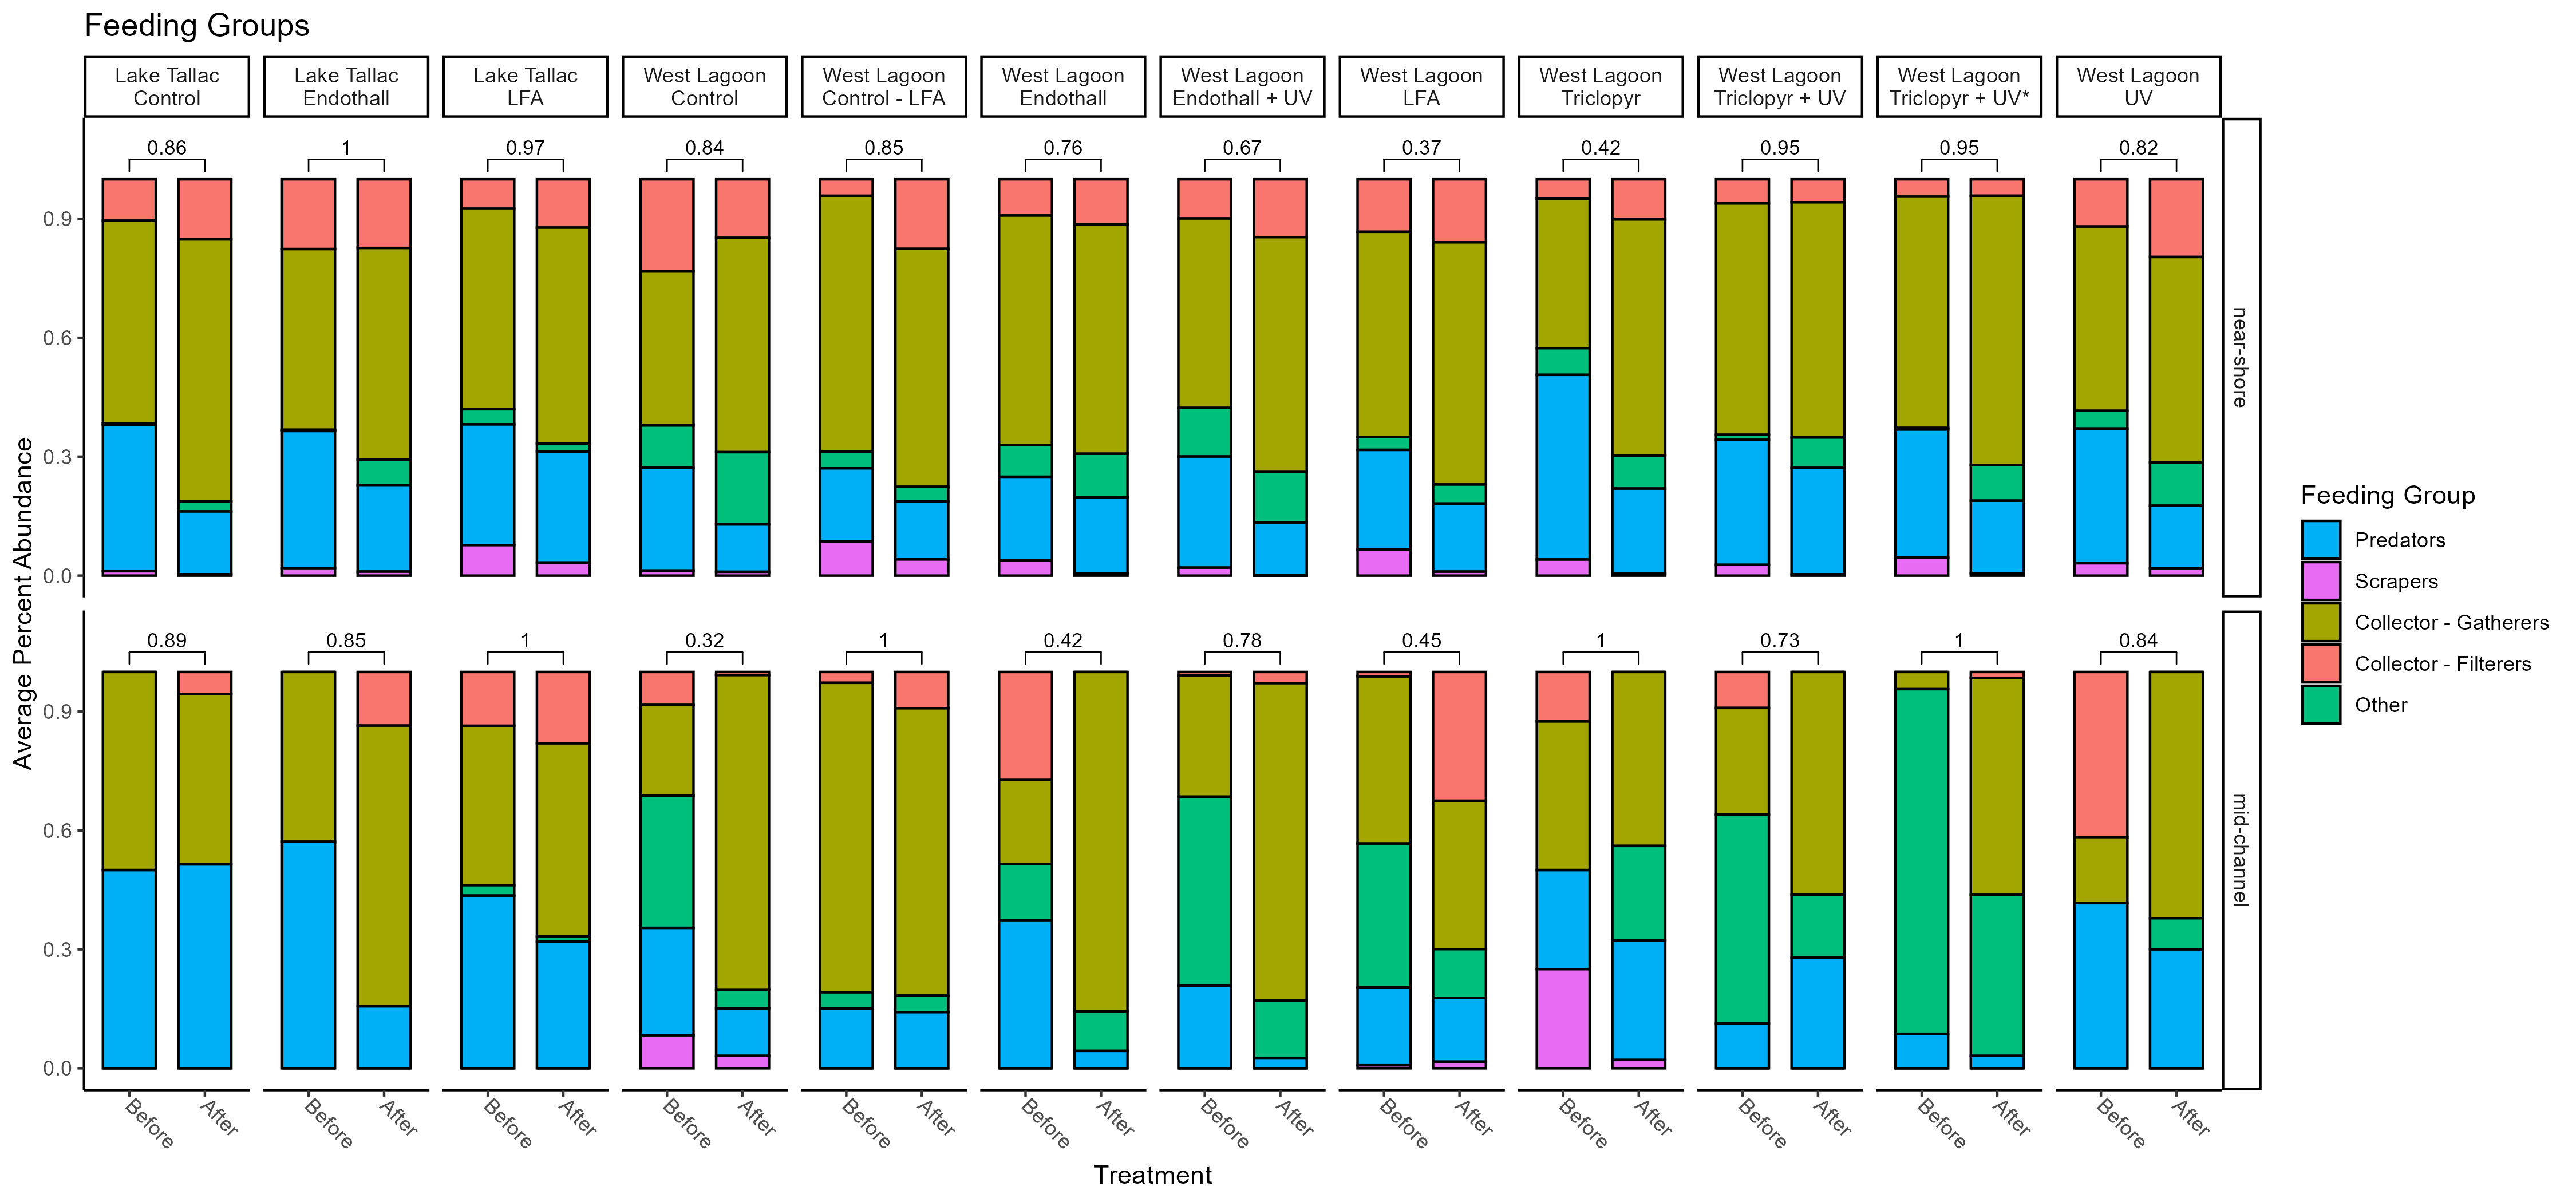 Feeding Groups
Lake Tallac
Control
Lake Tallac
Endothall
Lake Tallac
LFA
West Lagoon
Control
West Lagoon
Control - LFA
West Lagoon
Endothall
West Lagoon
Endothall + UV
West Lagoon
LFA
West Lagoon
Triclopyr
West Lagoon
Triclopyr + UV
West Lagoon
Triclopyr + UV*
West Lagoon
UV
0.86 1 0.97 0.84 0.85 0.76 0.67 0.37 0.42 0.95 0.95 0.82
0.9
0.6
0.3
0.0
near-shore
0.89 0.85 1 0.32 1 0.42 0.78 0.45 1 0.73 1 0.84
0.9
0.6
0.3
0.0
mid-channel
Average Percent Abundance
Before After Before After Before After Before After Before After Before After Before After Before After Before After Before After Before After Before After
Treatment
Feeding Group
Predators
Scrapers
Collector - Gatherers
Collector - Filterers
Other